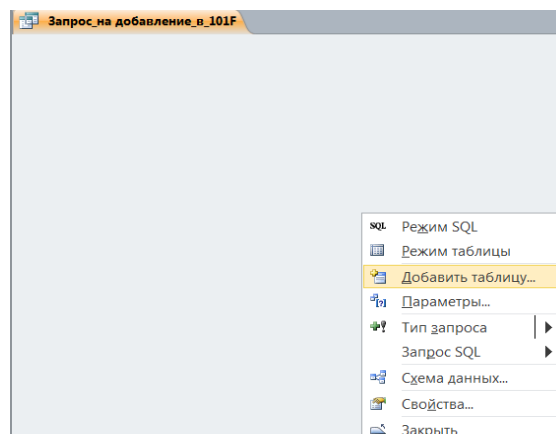 Запрос_на добавление_в_101F
SQL Режим SQL
Режим таблицы
Добавить таблицу...
Параметры...
Тип запроса
Запрос SQL
Схема данных...
Свойства...
Закрыть